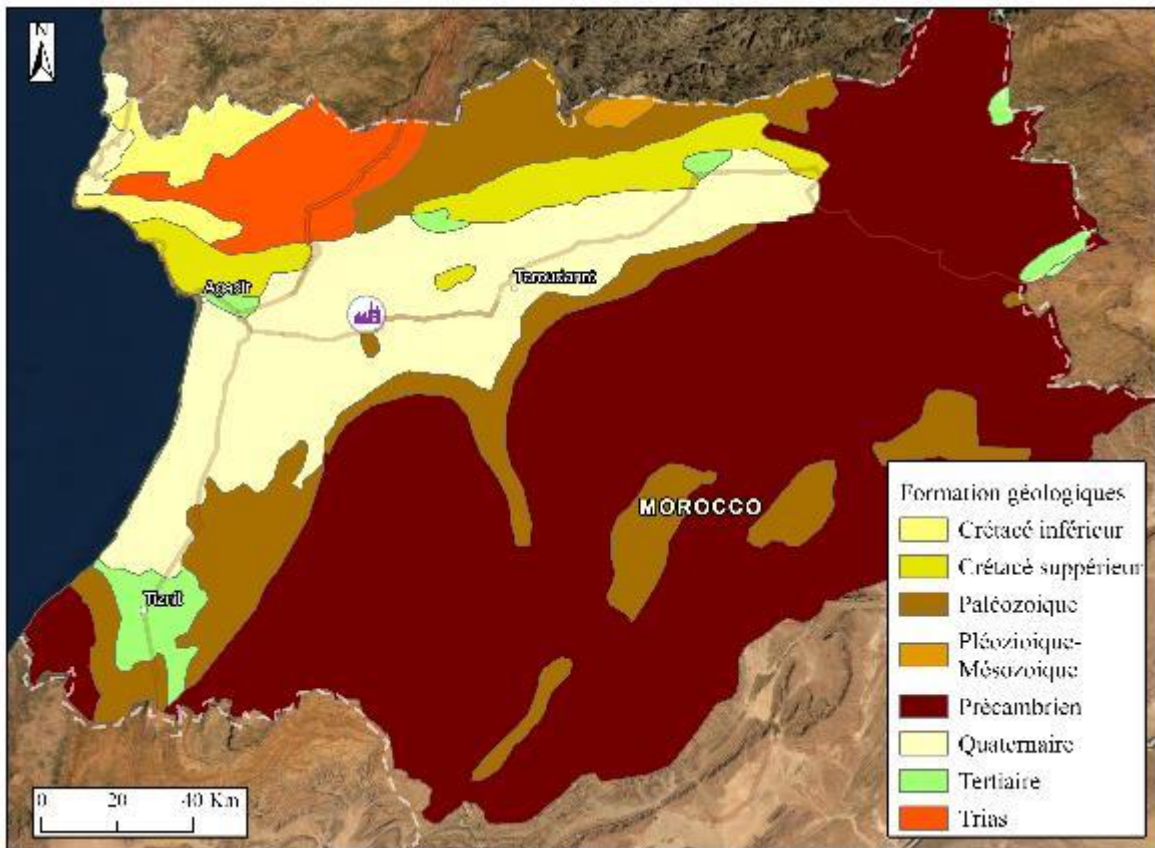 N
Agadir
Taroudannt
MOROCCO
Tiznit
0 20 40 Km
Formation géologiques
Crétacé inférieur
Crétacé suppérieur
Paléozoique
Pléozioique-
Mésozoique
Précambrien
Quaternaire
Tertiaire
Trias